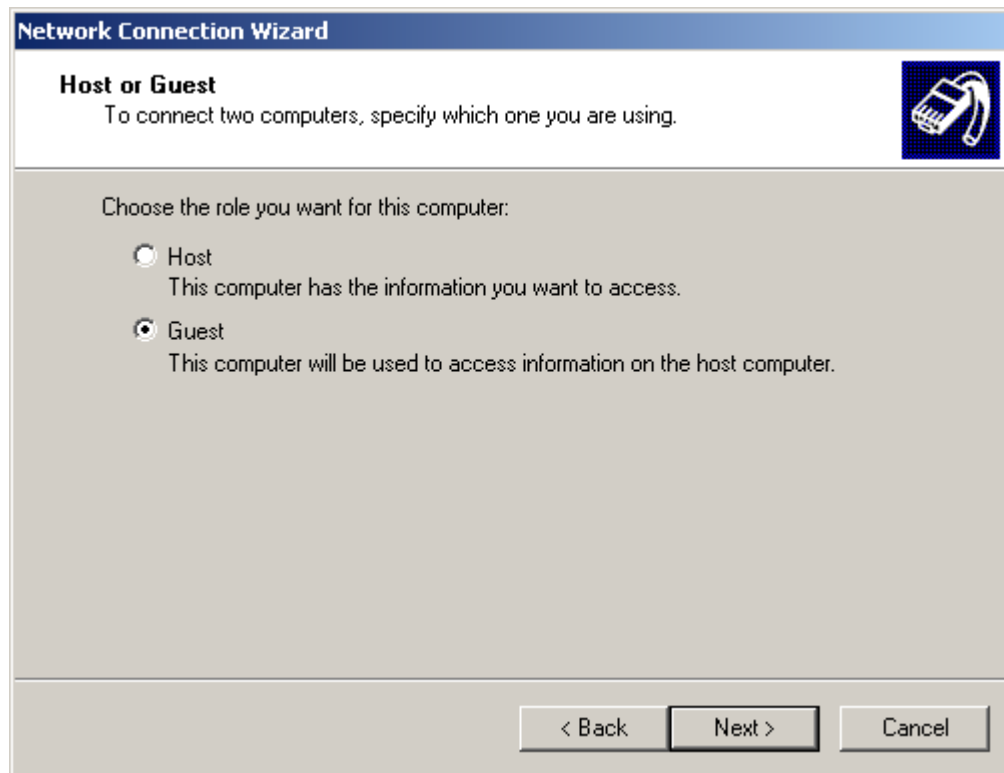 Network Connection Wizard
Host or Guest
To connect two computers, specify which one you are using.
Choose the role you want for this computer:
Host
This computer has the information you want to access.
Guest
This computer will be used to access information on the host computer.
< Back Next > Cancel